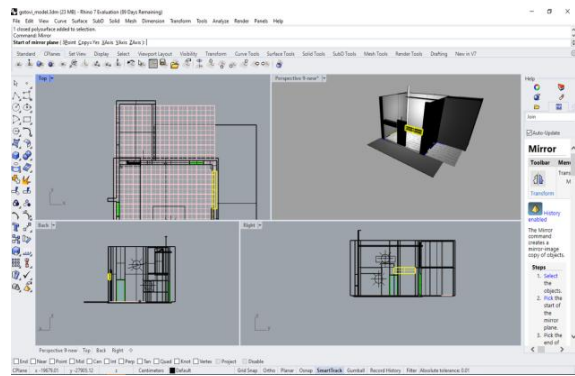 gotovi_model.3dm (23 MB) - Rhino 7 Evaluation (89 Days Remaining)
File Edit View Curve Surface SubD Solid Mesh Dimension Transform Tools Analyze Render Panels Help
1 closed polysurface added to selection.
Command: Mirror
Start of mirror plane ( 3Point Copy=Yes XAxis YAxis ZAxis ):
Standard CPlanes Set View Display Select Viewport Layout Visibility Transform Curve Tools Surface Tools Solid Tools SubD Tools Mesh Tools Render Tools Drafting New in V7
Top
Perspective 9 new*
Back
Right
Help
Join
Auto-Update
Mirror
Toolbar Menu
Transform
History
enabled
The Mirror
command
creates a
mirror-image
copy of objects.
Steps
1. Select
the
objects.
2. Pick the
start of
the
mirror
plane.
3. Pick the
end of
Perspective 9 new Top Back Right
End Near Point Mid Cen Int Perp Tan Quad Knot Vertex Project Disable
CPlane Centimeters Default Grid Snap Ortho Planar Osnap SmartTrack Gumball Record History Filter Absolute tolerance: 0.01